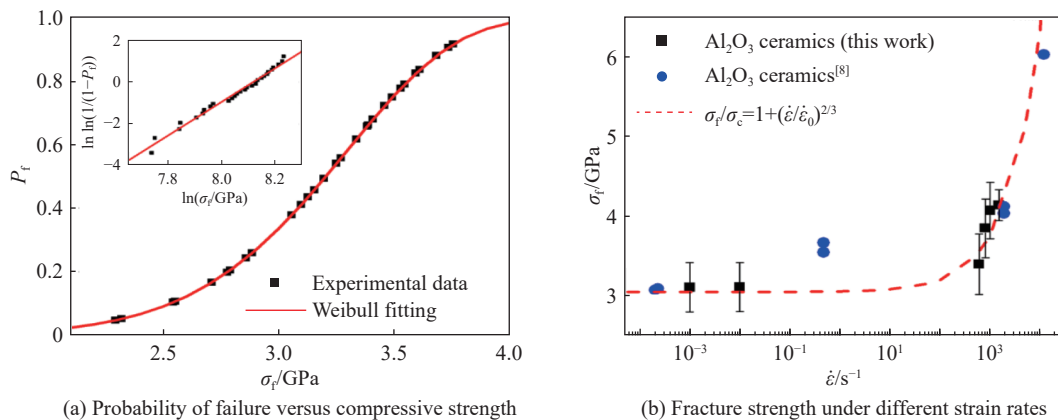 1.0
0.8
0.6
0.4
0.2
0
P_f
2.5 3.0 3.5 4.0
σ_f/GPa
2
0
−2
−4
ln ln(1/(1−P_f))
7.8 8.0 8.2
ln(σ_f/GPa)
Experimental data
Weibull fitting
(a) Probability of failure versus compressive strength
6
5
4
3
σ_f/GPa
Al₂O₃ ceramics (this work)
Al₂O₃ ceramics[8]
σ_f/σ_c=1+(ε̇/ε̇₀)^2/3
10⁻³ 10⁻¹ 10¹ 10³
ε̇/s⁻¹
(b) Fracture strength under different strain rates